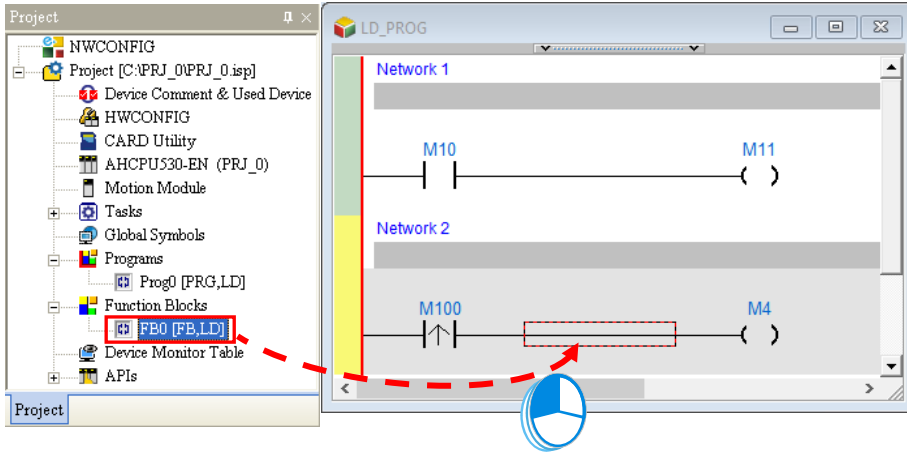 Project
NWCONFIG
Project [C:\PRJ_0\PRJ_0.isp]
Device Comment & Used Device
HWCONFIG
CARD Utility
AHCPU530-EN (PRJ_0)
Motion Module
Tasks
Global Symbols
Programs
Prog0 [PRG,LD]
Function Blocks
FB0 [FB,LD]
Device Monitor Table
APIs
Project
LD_PROG
Network 1
M10 M11
Network 2
M100 M4